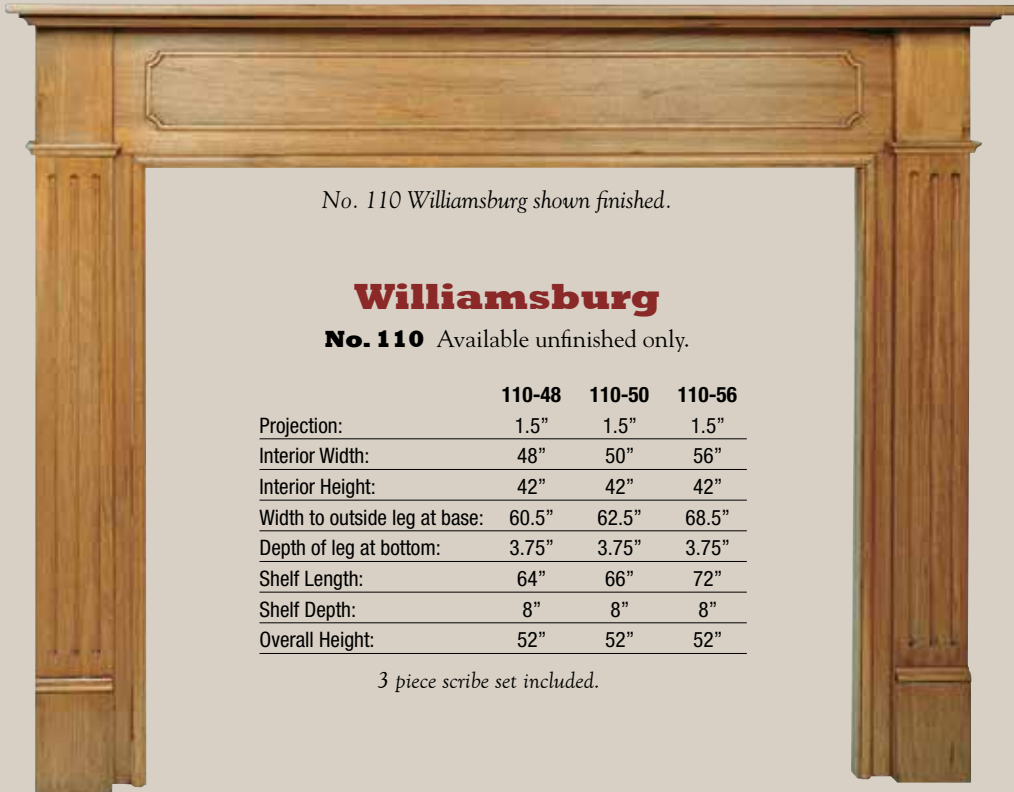 No. 110 Williamsburg shown finished.
Williamsburg
No. 110 Available unfinished only.
110-48 110-50 110-56
Projection: 1.5” 1.5” 1.5”
Interior Width: 48” 50” 56”
Interior Height: 42” 42” 42”
Width to outside leg at base: 60.5” 62.5” 68.5”
Depth of leg at bottom: 3.75” 3.75” 3.75”
Shelf Length: 64” 66” 72”
Shelf Depth: 8” 8” 8”
Overall Height: 52” 52” 52”
3 piece scribe set included.